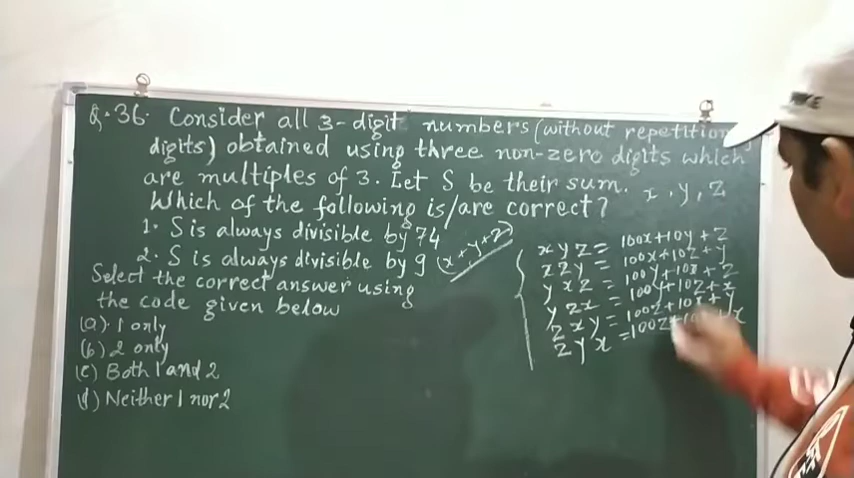 Q.36. Consider all 3-digit numbers (without repetition
digits) obtained using three non-zero digits which
are multiples of 3. Let S be their sum.
Which of the following is/are correct?
1. S is always divisible by 74
2. S is always divisible by 9
Select the correct answer using
the code given below
(a) 1 only
(b) 2 only
(c) Both 1 and 2
(d) Neither 1 nor 2
x, y, z
(x+y+z)
xyz = 100x+10y+z
xzy = 100x+10z+y
yxz = 100y+10x+z
yzx = 100y+10z+x
zxy = 100z+10x+y
zyx = 100z+ x